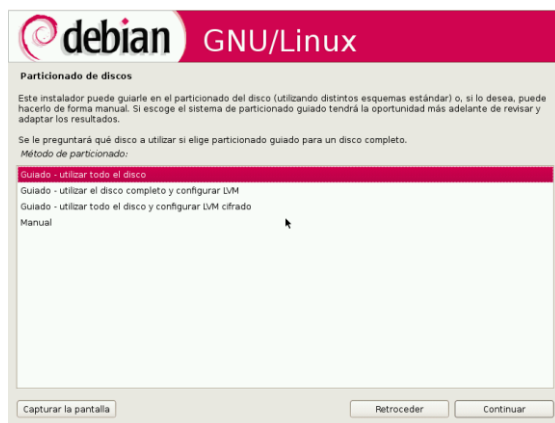 debian GNU/Linux
Particionado de discos
Este instalador puede guiarle en el particionado del disco (utilizando distintos esquemas estándar) o, si lo desea, puede
hacerlo de forma manual. Si escoge el sistema de particionado guiado tendrá la oportunidad más adelante de revisar y
adaptar los resultados.
Se le preguntará qué disco a utilizar si elige particionado guiado para un disco completo.
Método de particionado:
Guiado - utilizar todo el disco
Guiado - utilizar el disco completo y configurar LVM
Guiado - utilizar todo el disco y configurar LVM cifrado
Manual
Capturar la pantalla Retroceder Continuar